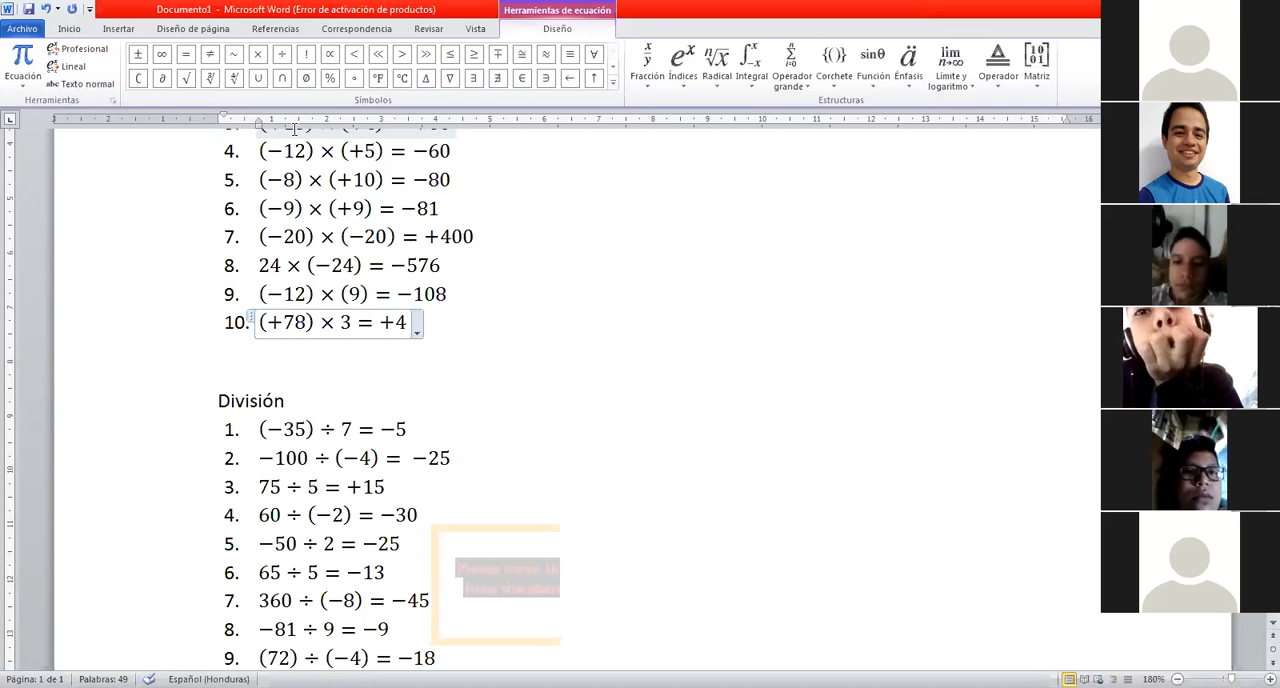 Documento1 - Microsoft Word (Error de activación de productos)
Herramientas de ecuación
Archivo Inicio Insertar Diseño de página Referencias Correspondencia Revisar Vista Diseño
Ecuación
Profesional
Lineal
abc Texto normal
Herramientas
± ∞ = ≠ ~ × ÷ ! ∝ < ≪ > ≫ ≤ ≥ ∓ ≅ ≈ ≡ ∀
∁ ∂ √ ∛ ∜ ∪ ∩ ∅ % ° °F °C ∆ ∇ ∃ ∄ ∈ ∋ ← ↑
Símbolos
Fracción Índices Radical Integral Operador grande Corchete Función Énfasis Límite y logaritmo Operador Matriz
Estructuras
4. (−12) × (+5) = −60
5. (−8) × (+10) = −80
6. (−9) × (+9) = −81
7. (−20) × (−20) = +400
8. 24 × (−24) = −576
9. (−12) × (9) = −108
10. (+78) × 3 = +4
División
1. (−35) ÷ 7 = −5
2. −100 ÷ (−4) = −25
3. 75 ÷ 5 = +15
4. 60 ÷ (−2) = −30
5. −50 ÷ 2 = −25
6. 65 ÷ 5 = −13
7. 360 ÷ (−8) = −45
8. −81 ÷ 9 = −9
9. (72) ÷ (−4) = −18
Página: 1 de 1 Palabras: 49 Español (Honduras) 180%